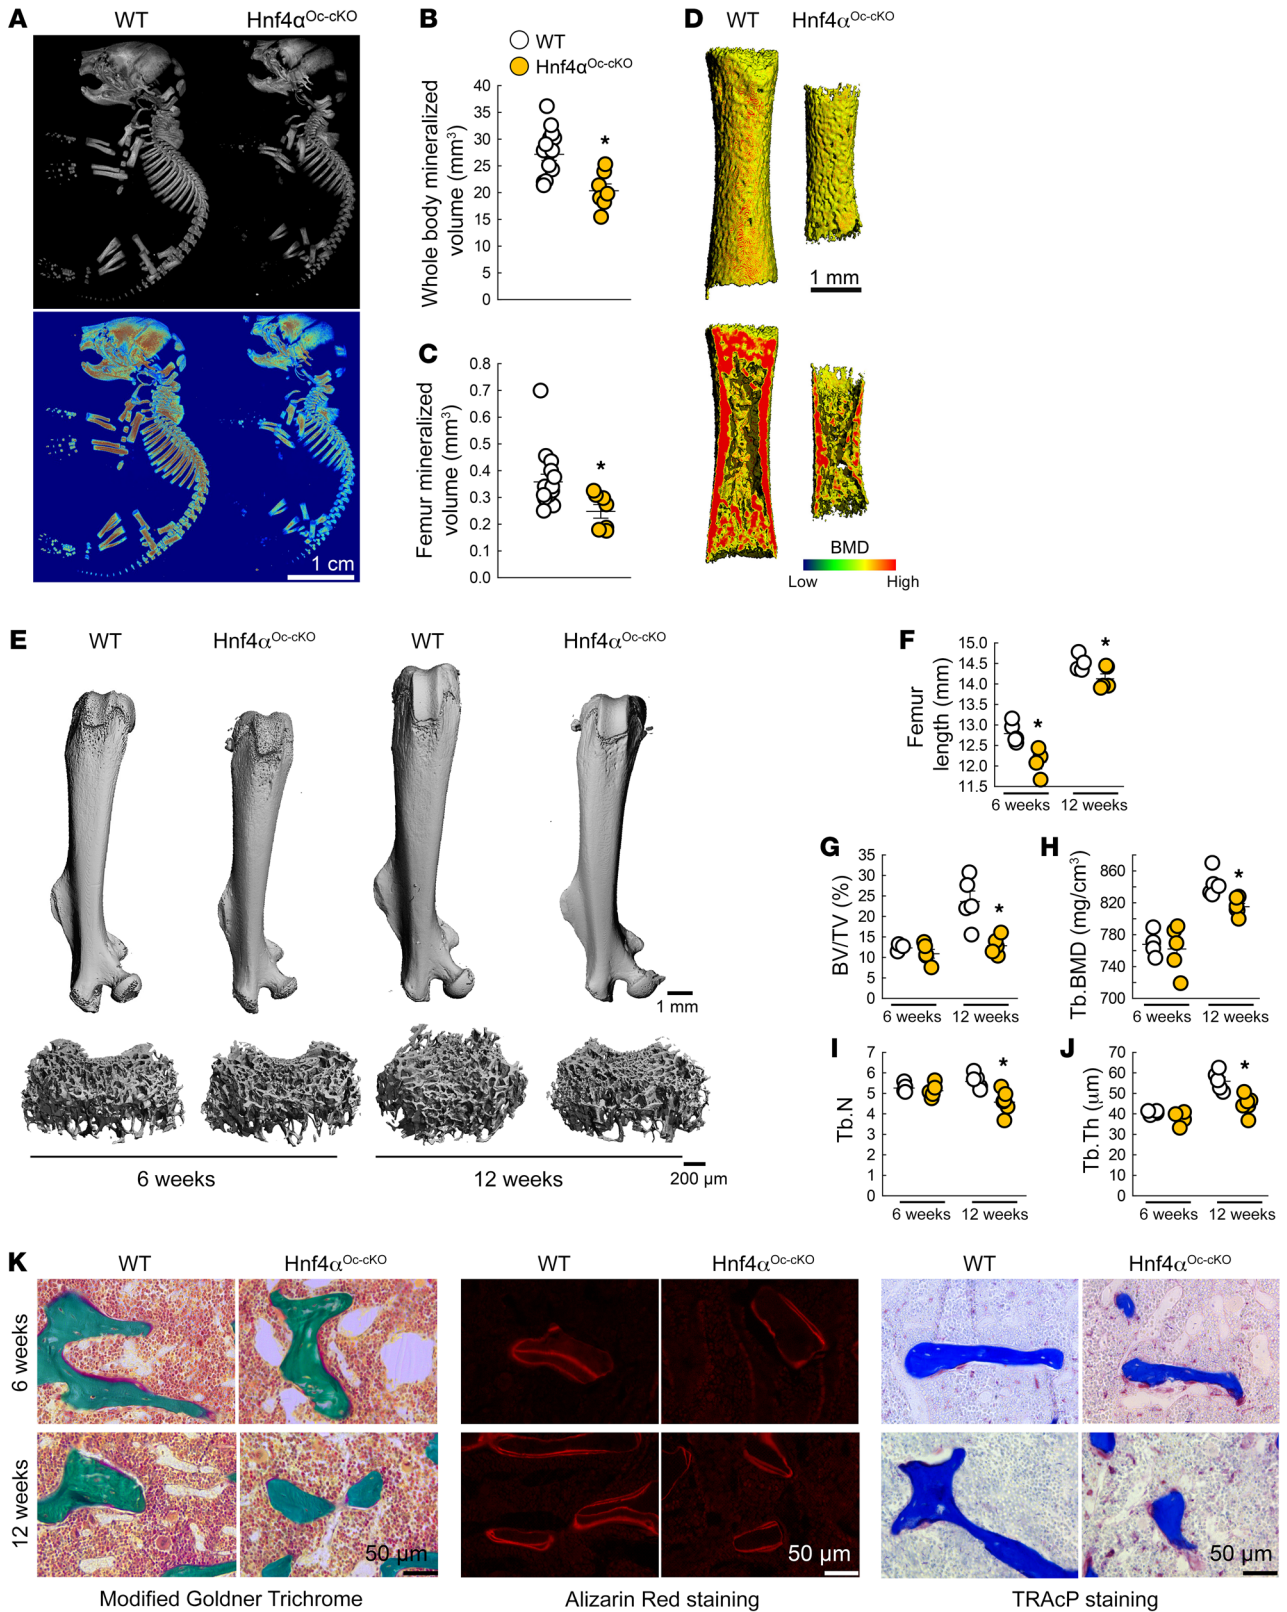 A
WT
Hnf4α^Oc-cKO
1 cm
B
WT
Hnf4α^Oc-cKO
Whole body mineralized
volume (mm³)
40
35
30
25
20
15
10
5
0
*
C
Femur mineralized
volume (mm³)
0.8
0.7
0.6
0.5
0.4
0.3
0.2
0.1
0.0
*
D
WT
Hnf4α^Oc-cKO
1 mm
BMD
Low
High
E
WT
Hnf4α^Oc-cKO
WT
Hnf4α^Oc-cKO
1 mm
6 weeks
12 weeks
200 μm
F
Femur
length (mm)
15.0
14.5
14.0
13.0
12.5
12.0
11.5
*
*
6 weeks
12 weeks
G
BV/TV (%)
35
30
25
20
15
10
5
0
*
6 weeks
12 weeks
H
Tb.BMD (mg/cm³)
860
820
780
740
700
*
6 weeks
12 weeks
I
Tb.N
7
6
5
4
3
2
1
0
*
6 weeks
12 weeks
J
Tb.Th (μm)
70
60
50
40
30
20
10
0
*
6 weeks
12 weeks
K
WT
Hnf4α^Oc-cKO
WT
Hnf4α^Oc-cKO
WT
Hnf4α^Oc-cKO
6 weeks
12 weeks
50 μm
50 μm
50 μm
Modified Goldner Trichrome
Alizarin Red staining
TRAcP staining